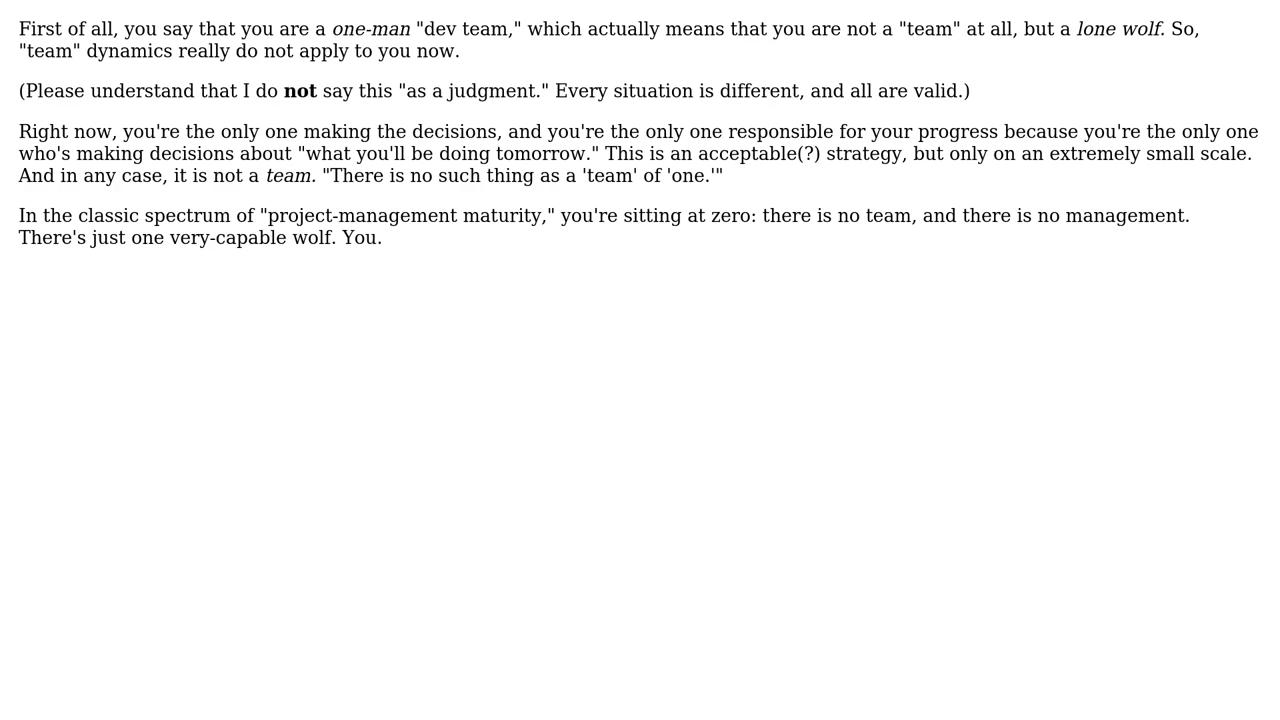 First of all, you say that you are a one-man "dev team," which actually means that you are not a "team" at all, but a lone wolf. So,
"team" dynamics really do not apply to you now.
(Please understand that I do not say this "as a judgment." Every situation is different, and all are valid.)
Right now, you're the only one making the decisions, and you're the only one responsible for your progress because you're the only one
who's making decisions about "what you'll be doing tomorrow." This is an acceptable(?) strategy, but only on an extremely small scale.
And in any case, it is not a team. "There is no such thing as a 'team' of 'one.'"
In the classic spectrum of "project-management maturity," you're sitting at zero: there is no team, and there is no management.
There's just one very-capable wolf. You.